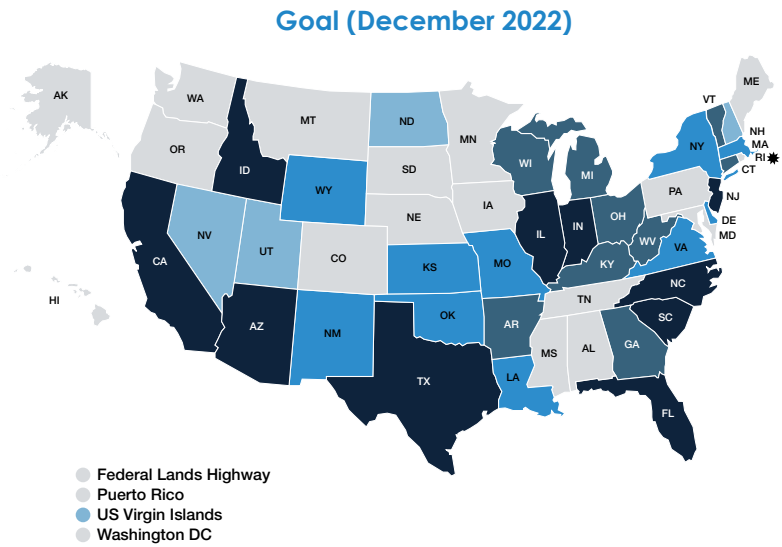 Goal (December 2022)
AK
WA
OR
ID
MT
ND
MN
SD
WY
NE
IA
WI
MI
VT
ME
NH
NY
MA
RI
CT
PA
NJ
DE
MD
NV
UT
CO
CA
KS
MO
IL
IN
OH
WV
VA
KY
NC
TN
SC
AZ
NM
OK
AR
MS
AL
GA
TX
LA
FL
HI
Federal Lands Highway
Puerto Rico
US Virgin Islands
Washington DC